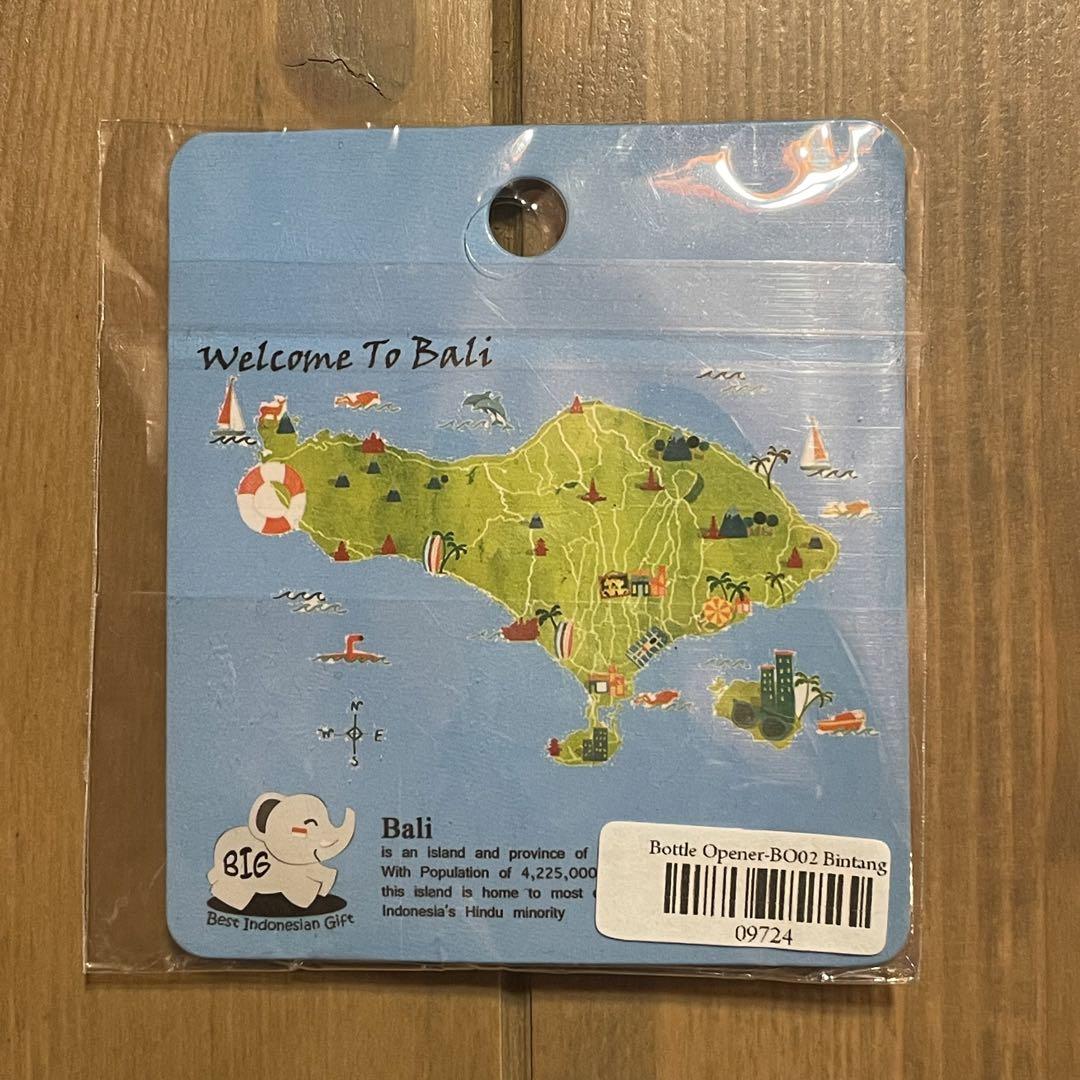 Welcome To Bali
N
W E
S
BIG
Best Indonesian Gift
Bali
is an island and province of
With Population of 4,225,000
this island is home to most
Indonesia's Hindu minority
Bottle Opener-BO02 Bintang
09724